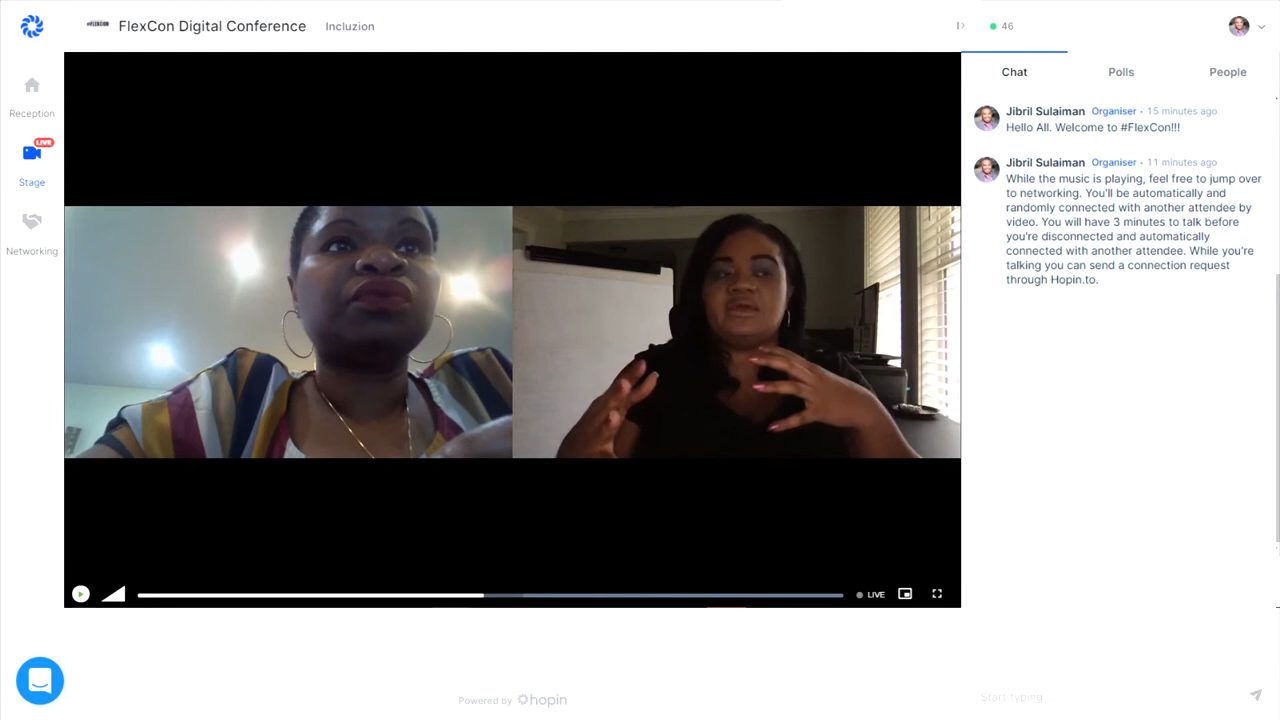 #FLEXCON FlexCon Digital Conference Incluzion
46
Reception
LIVE
Stage
Networking
Chat Polls People
Jibril Sulaiman Organiser • 15 minutes ago
Hello All. Welcome to #FlexCon!!!
Jibril Sulaiman Organiser • 11 minutes ago
While the music is playing, feel free to jump over
to networking. You'll be automatically and
randomly connected with another attendee by
video. You will have 3 minutes to talk before
you're disconnected and automatically
connected with another attendee. While you're
talking you can send a connection request
through Hopin.to.
LIVE
Powered by hopin
Start typing...